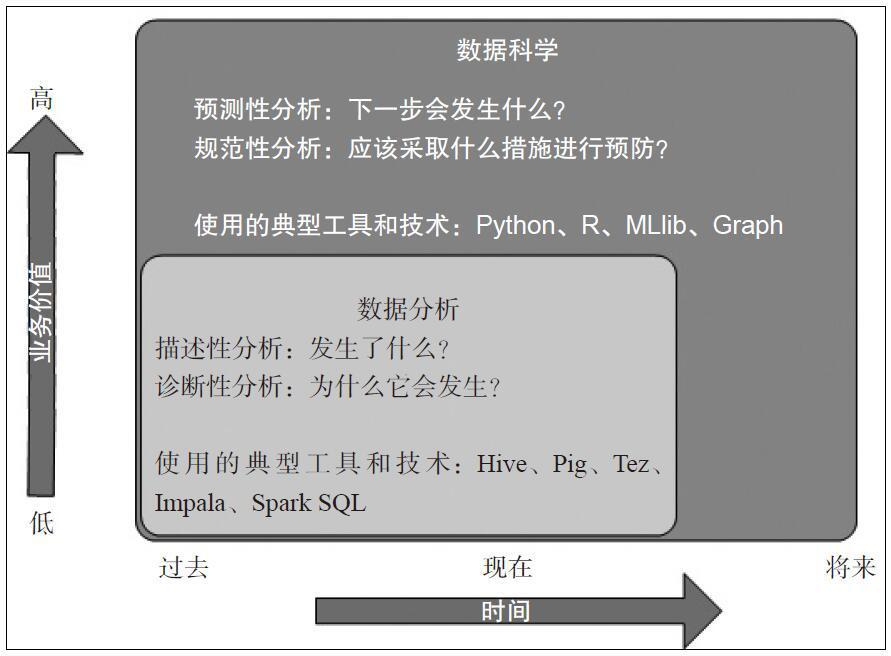 数据科学
高
预测性分析：下一步会发生什么？
规范性分析：应该采取什么措施进行预防？
使用的典型工具和技术：Python、R、MLlib、Graph
业务价值
数据分析
描述性分析：发生了什么？
诊断性分析：为什么它会发生？
使用的典型工具和技术：Hive、Pig、Tez、
Impala、Spark SQL
低
过去
现在
将来
时间